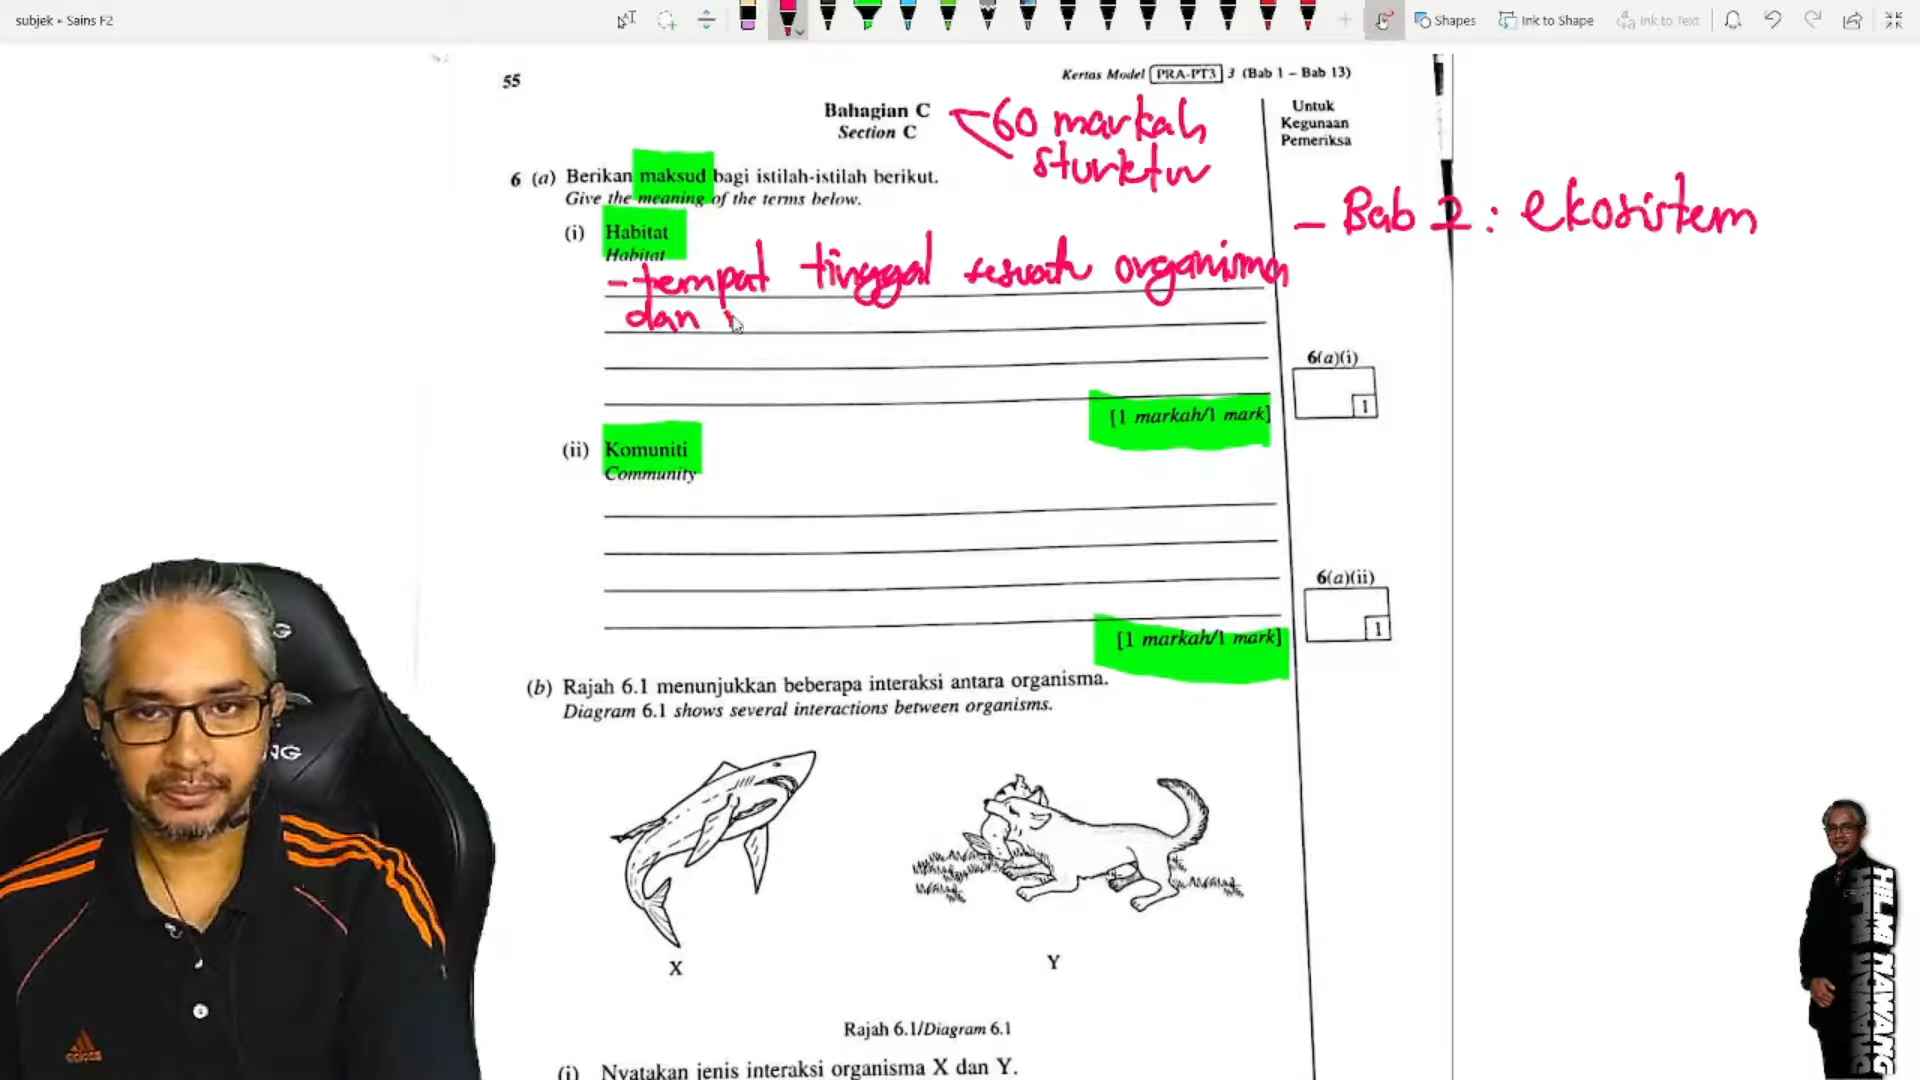 subjek • Sains F2
Shapes
Ink to Shape
Ink to Text
55
Kertas Model PRA-PT3 3 (Bab 1 – Bab 13)
Bahagian C
Section C
60 markah
sturktur
Untuk
Kegunaan
Pemeriksa
6 (a) Berikan maksud bagi istilah-istilah berikut.
Give the meaning of the terms below.
- Bab 2 : ekosistem
(i) Habitat
Habitat
- tempat tinggal sesuatu organisma
dan
6(a)(i)
1
[1 markah/1 mark]
(ii) Komuniti
Community
6(a)(ii)
1
[1 markah/1 mark]
(b) Rajah 6.1 menunjukkan beberapa interaksi antara organisma.
Diagram 6.1 shows several interactions between organisms.
X
Y
Rajah 6.1/Diagram 6.1
(i) Nyatakan jenis interaksi organisma X dan Y.
adidas
HILMI NAWANG